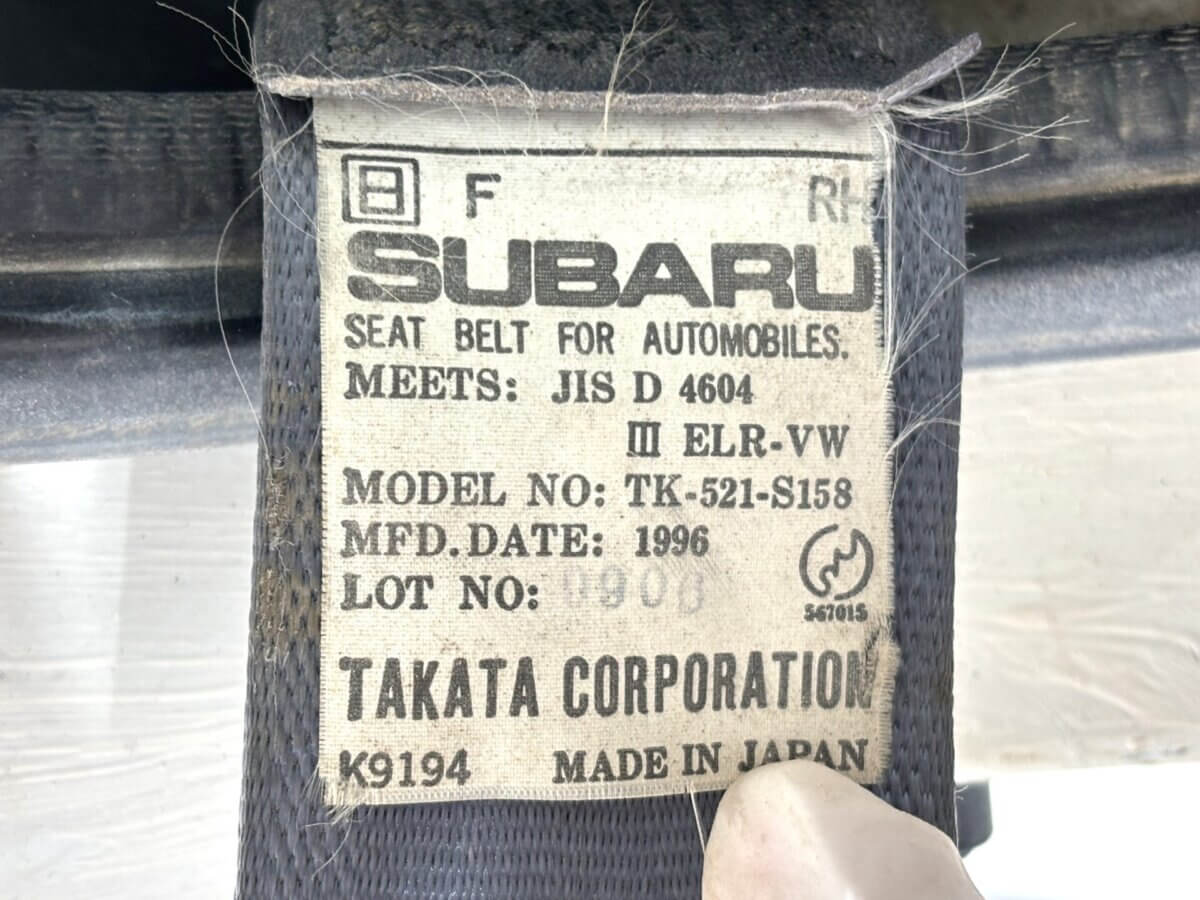 日 F RH
SUBARU
SEAT BELT FOR AUTOMOBILES.
MEETS: JIS D 4604
III ELR-VW
MODEL NO: TK-521-S158
MFD.DATE: 1996
LOT NO:
567015
TAKATA CORPORATION
K9194 MADE IN JAPAN